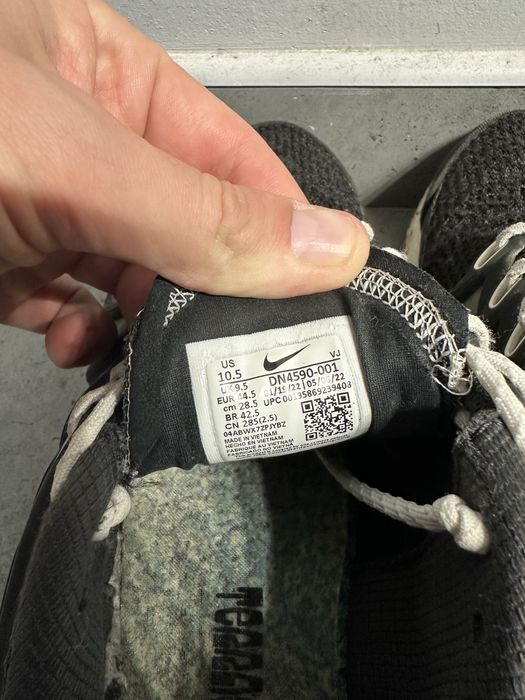 US
10.5
VJ
UK 9.5
DN4590-001
EUR 44.5
cm 28.5
BR 42.5
CN 285(2.5)
04ABWX7ZPJYBZ
MADE IN VIETNAM
FABRIQUÉ AU VIETNAM
HECHO EN VIETNAM